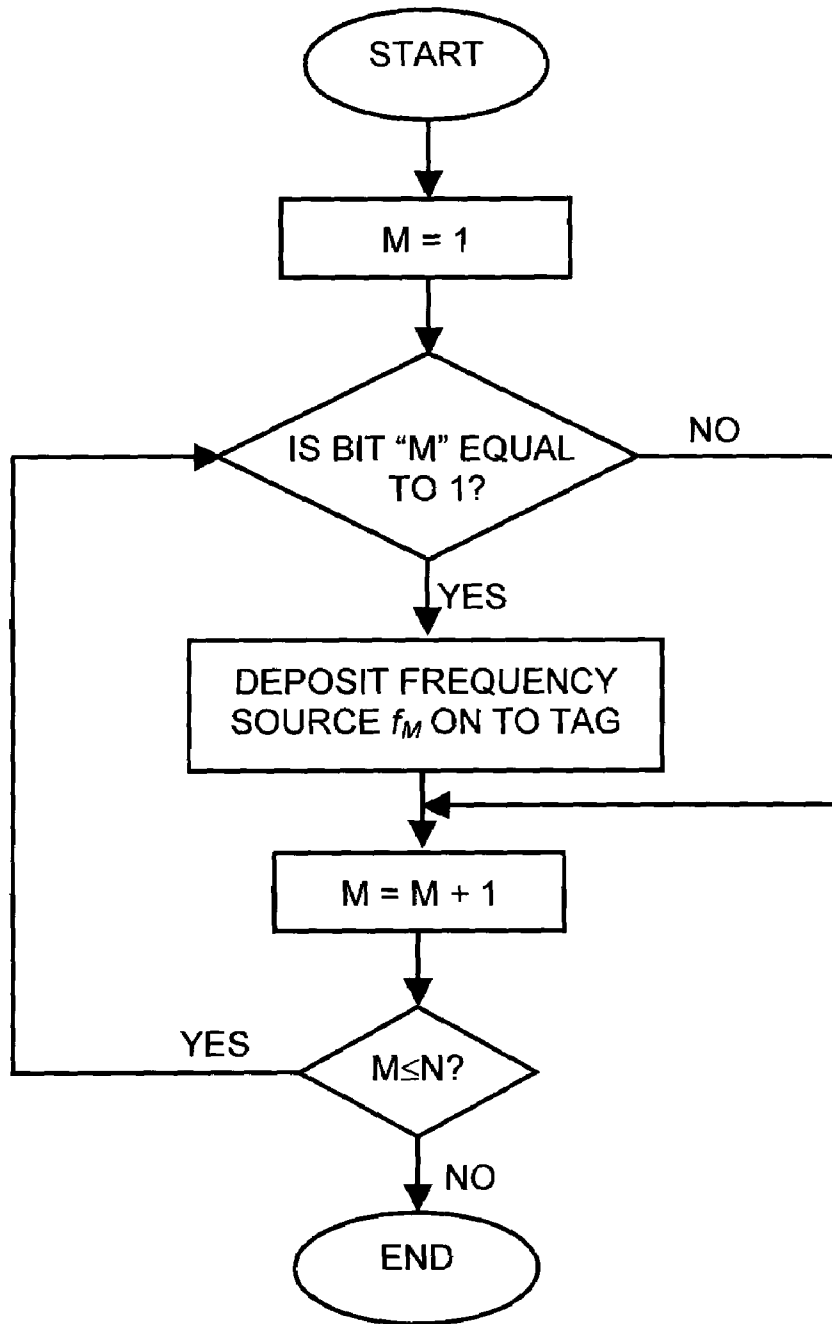 START
M = 1
IS BIT “M” EQUAL
TO 1?
NO
YES
DEPOSIT FREQUENCY
SOURCE fM ON TO TAG
M = M + 1
YES
M≤N?
NO
END